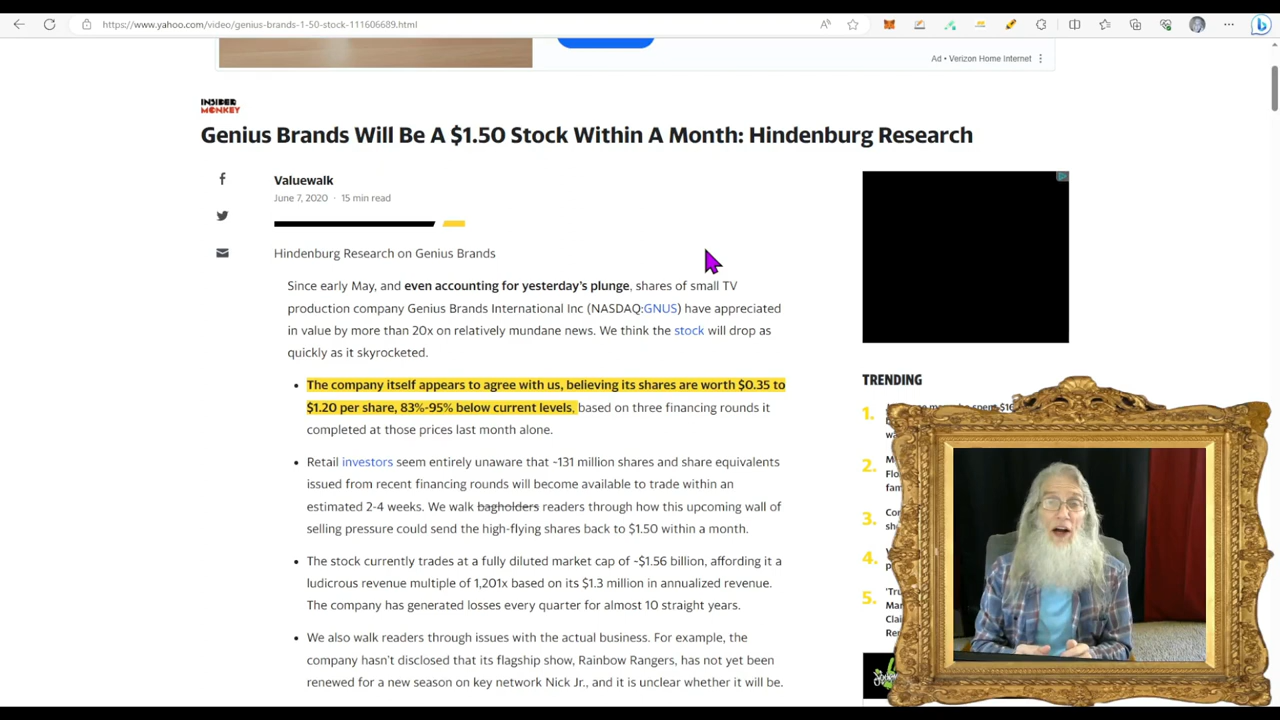 https://www.yahoo.com/video/genius-brands-1-50-stock-111606689.html
Ad • Verizon Home Internet
INSIDER
MONKEY
Genius Brands Will Be A $1.50 Stock Within A Month: Hindenburg Research
Valuewalk
June 7, 2020 · 15 min read
Hindenburg Research on Genius Brands
Since early May, and even accounting for yesterday's plunge, shares of small TV
production company Genius Brands International Inc (NASDAQ:GNUS) have appreciated
in value by more than 20x on relatively mundane news. We think the stock will drop as
quickly as it skyrocketed.
• The company itself appears to agree with us, believing its shares are worth $0.35 to
$1.20 per share, 83%-95% below current levels, based on three financing rounds it
completed at those prices last month alone.
• Retail investors seem entirely unaware that ~131 million shares and share equivalents
issued from recent financing rounds will become available to trade within an
estimated 2-4 weeks. We walk bagholders readers through how this upcoming wall of
selling pressure could send the high-flying shares back to $1.50 within a month.
• The stock currently trades at a fully diluted market cap of ~$1.56 billion, affording it a
ludicrous revenue multiple of 1,201x based on its $1.3 million in annualized revenue.
The company has generated losses every quarter for almost 10 straight years.
• We also walk readers through issues with the actual business. For example, the
company hasn't disclosed that its flagship show, Rainbow Rangers, has not yet been
renewed for a new season on key network Nick Jr., and it is unclear whether it will be.
TRENDING
1.
2.
3.
4.
5.